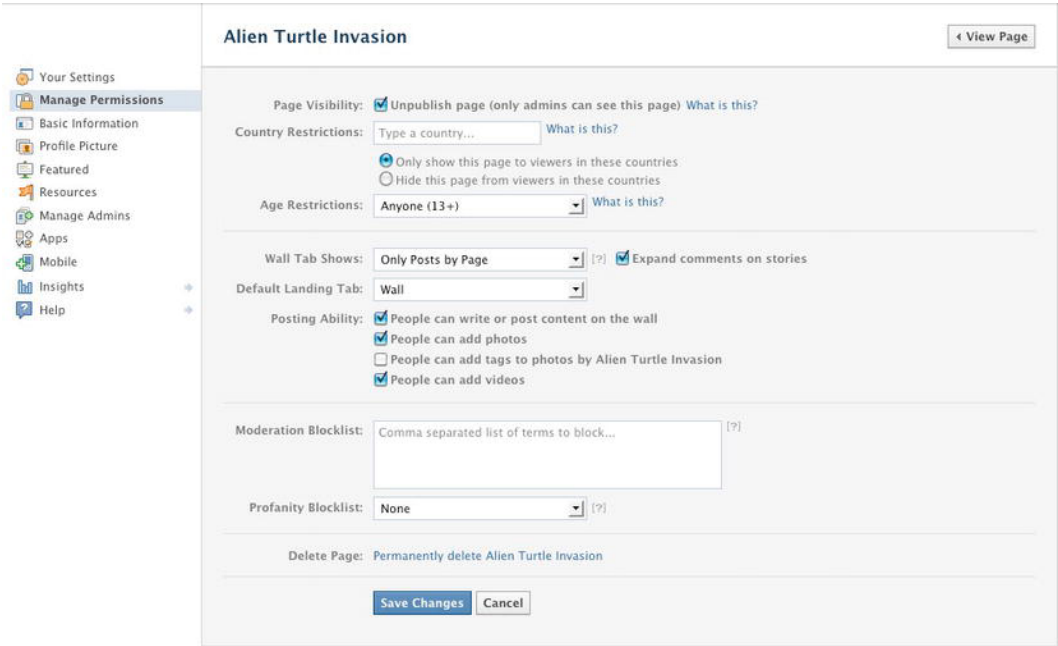 Alien Turtle Invasion
View Page
Your Settings
Manage Permissions
Basic Information
Profile Picture
Featured
Resources
Manage Admins
Apps
Mobile
Insights
Help
Page Visibility: Unpublish page (only admins can see this page) What is this?
Country Restrictions: Type a country... What is this?
Only show this page to viewers in these countries
Hide this page from viewers in these countries
Age Restrictions: Anyone (13+) What is this?
Wall Tab Shows: Only Posts by Page [?] Expand comments on stories
Default Landing Tab: Wall
Posting Ability: People can write or post content on the wall
People can add photos
People can add tags to photos by Alien Turtle Invasion
People can add videos
Moderation Blocklist: Comma separated list of terms to block... [?]
Profanity Blocklist: None [?]
Delete Page: Permanently delete Alien Turtle Invasion
Save Changes Cancel